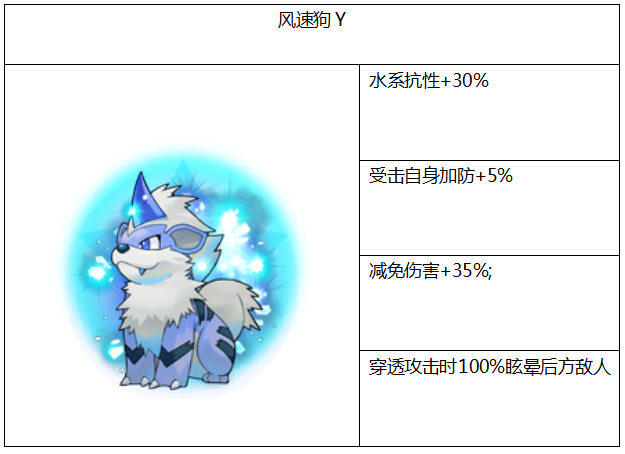 风速狗 Y
水系抗性+30%
受击自身加防+5%
减免伤害+35%;
穿透攻击时100%眩晕后方敌人